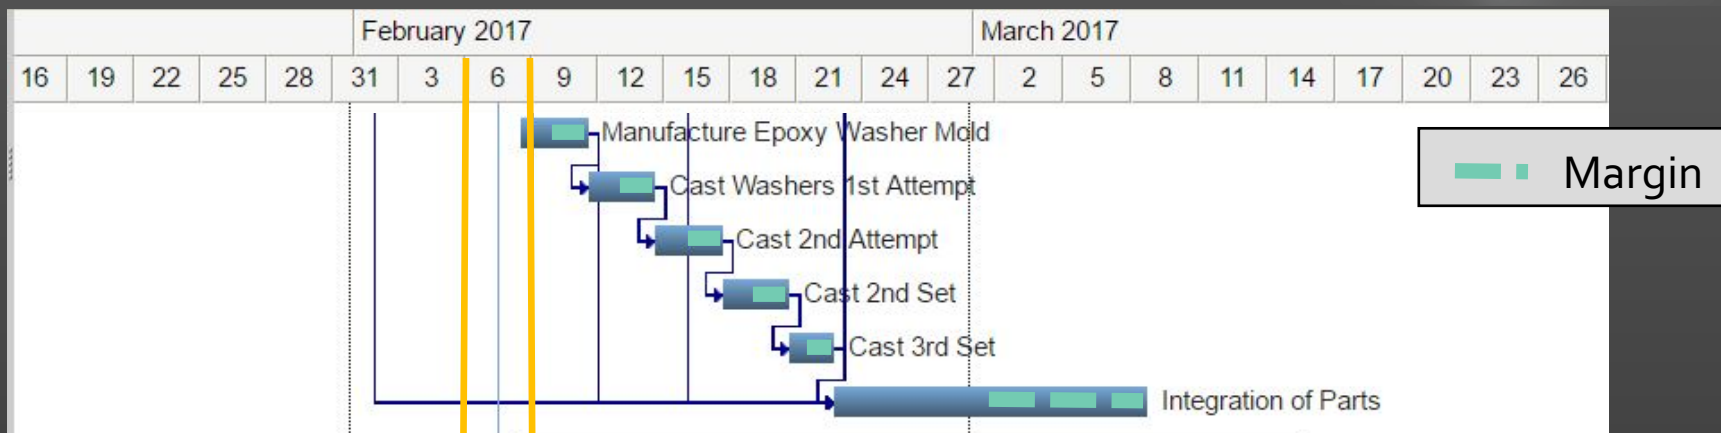 February 2017 March 2017
16 19 22 25 28 31 3 6 9 12 15 18 21 24 27 2 5 8 11 14 17 20 23 26
Manufacture Epoxy Washer Mold
Margin
Cast Washers 1st Attempt
Cast 2nd Attempt
Cast 2nd Set
Cast 3rd Set
Integration of Parts